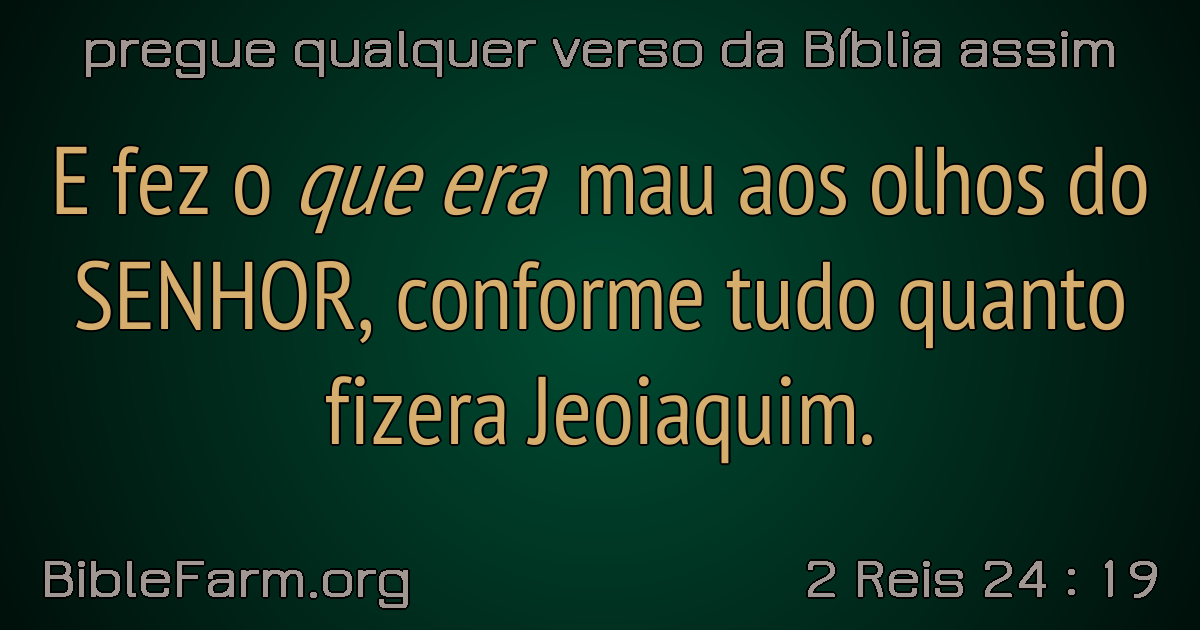 pregue qualquer verso da Bíblia assim
E fez o que era mau aos olhos do
SENHOR, conforme tudo quanto
fizera Jeoiaquim.
BibleFarm.org
2 Reis 24 : 19